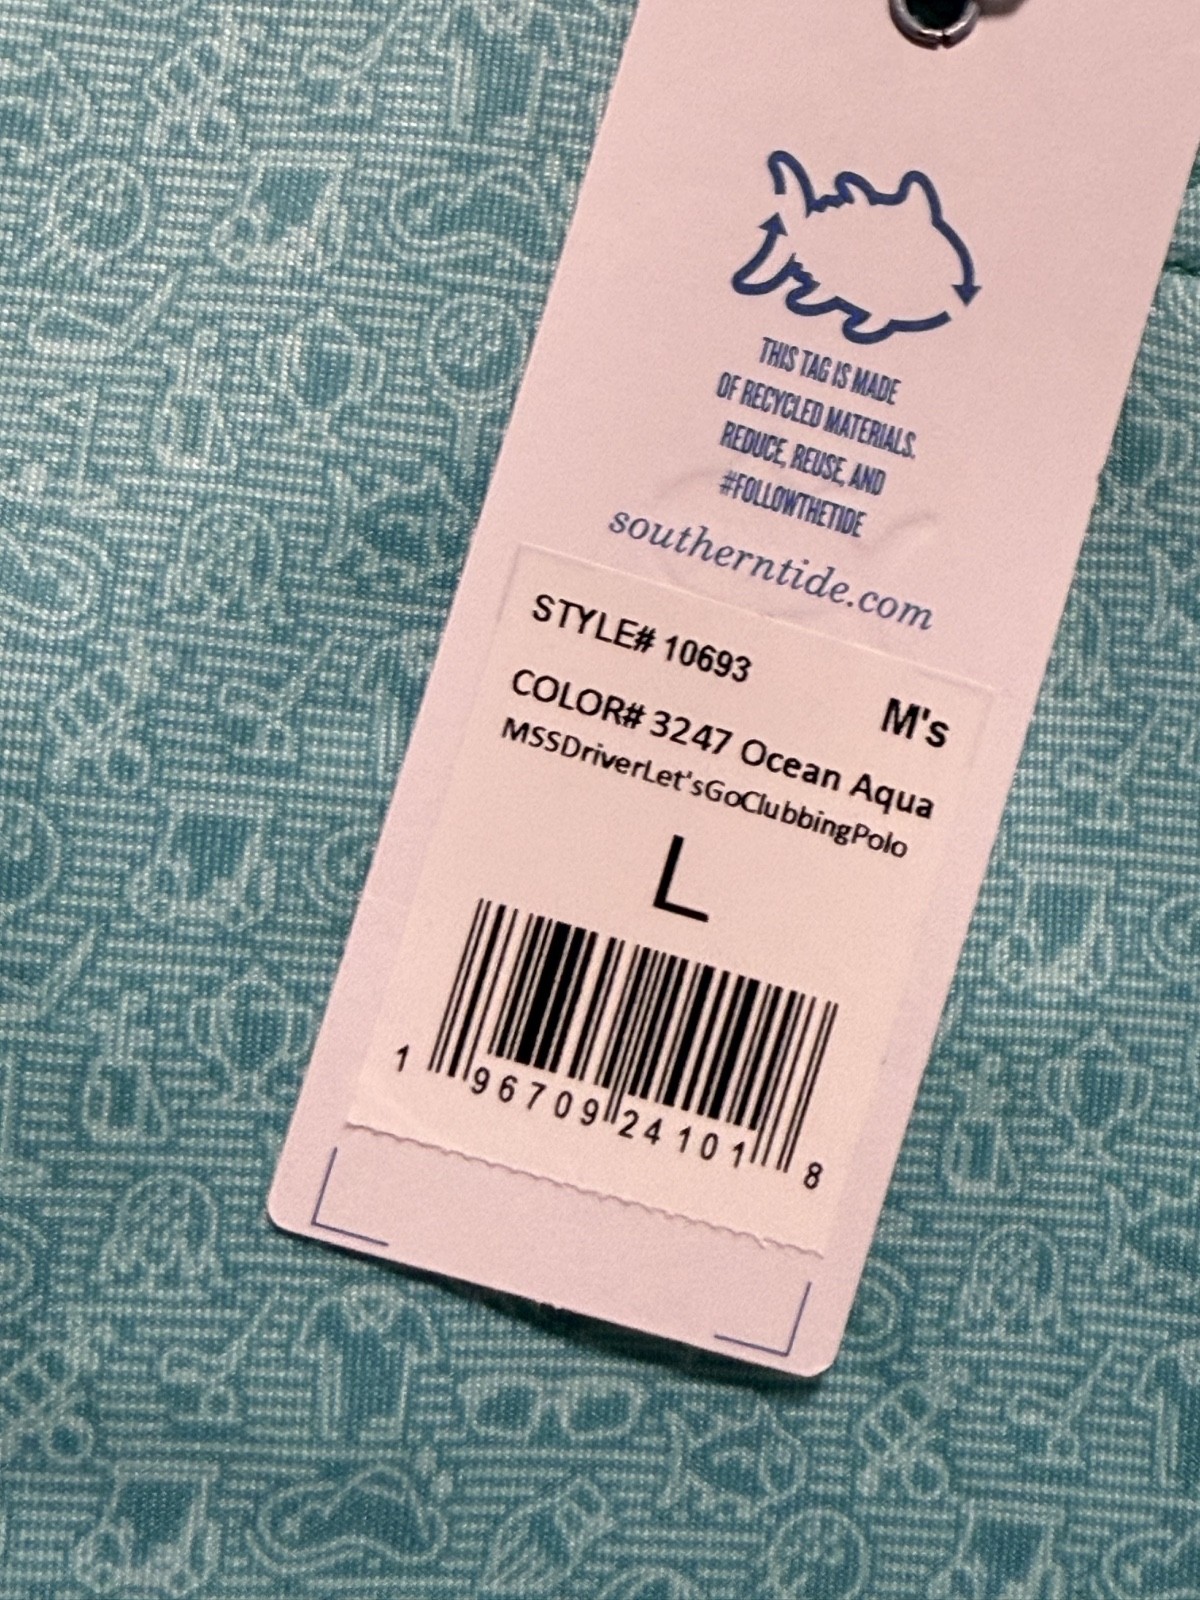 THIS TAG IS MADE
OF RECYCLED MATERIALS.
REDUCE, REUSE, AND
#FOLLOWTHETIDE
southerntide.com
STYLE# 10693
M's
COLOR# 3247 Ocean Aqua
MSSDriverLet'sGoClubbingPolo
L
1 96709 24101 8